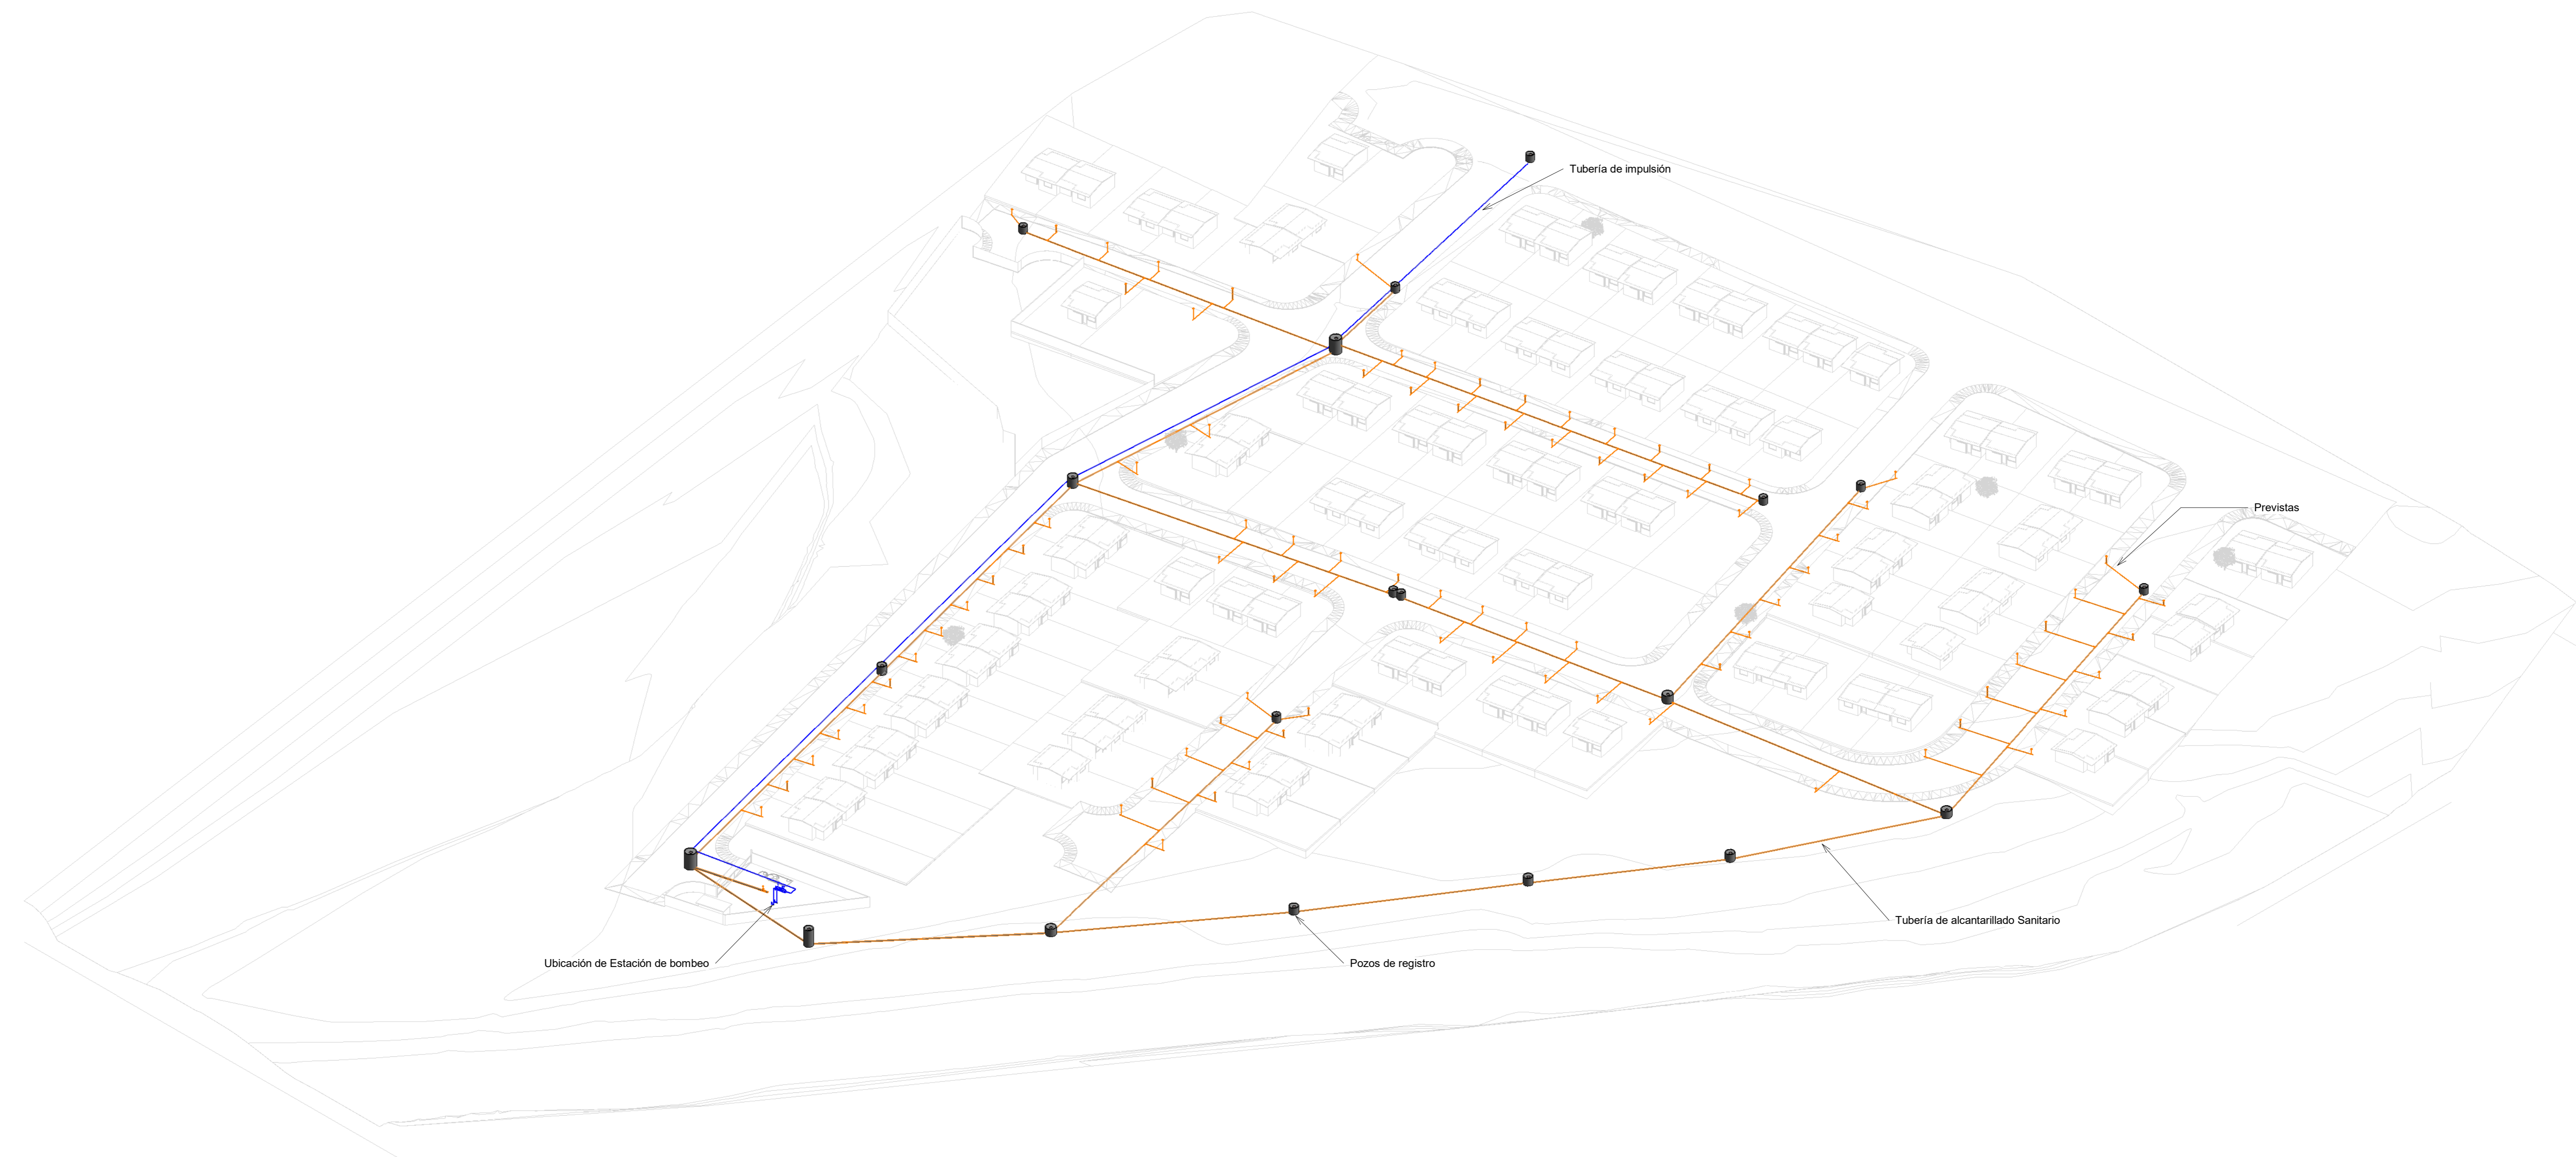 Tubería de impulsión
Previstas
Tubería de alcantarillado Sanitario
Ubicación de Estación de bombeo
Pozos de registro